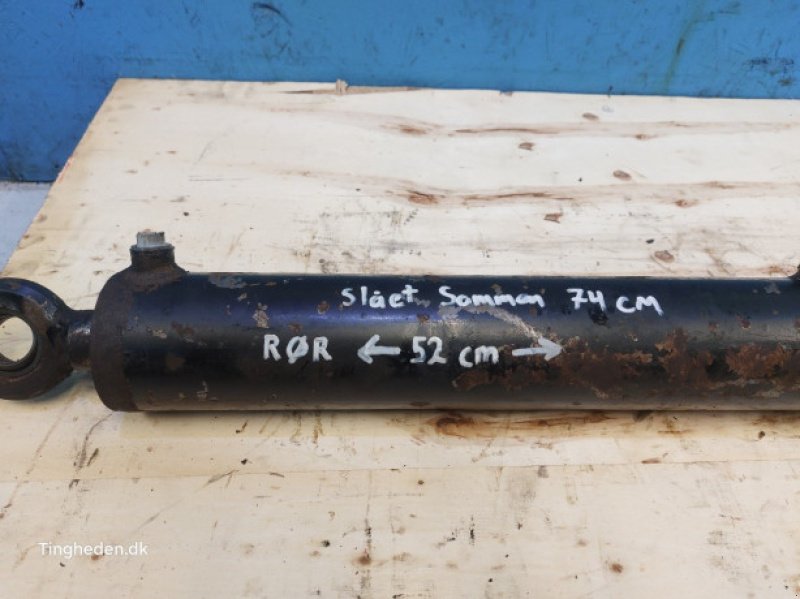 slået Sammen 74 cm
RØR ← 52 cm →
Tingheden.dk